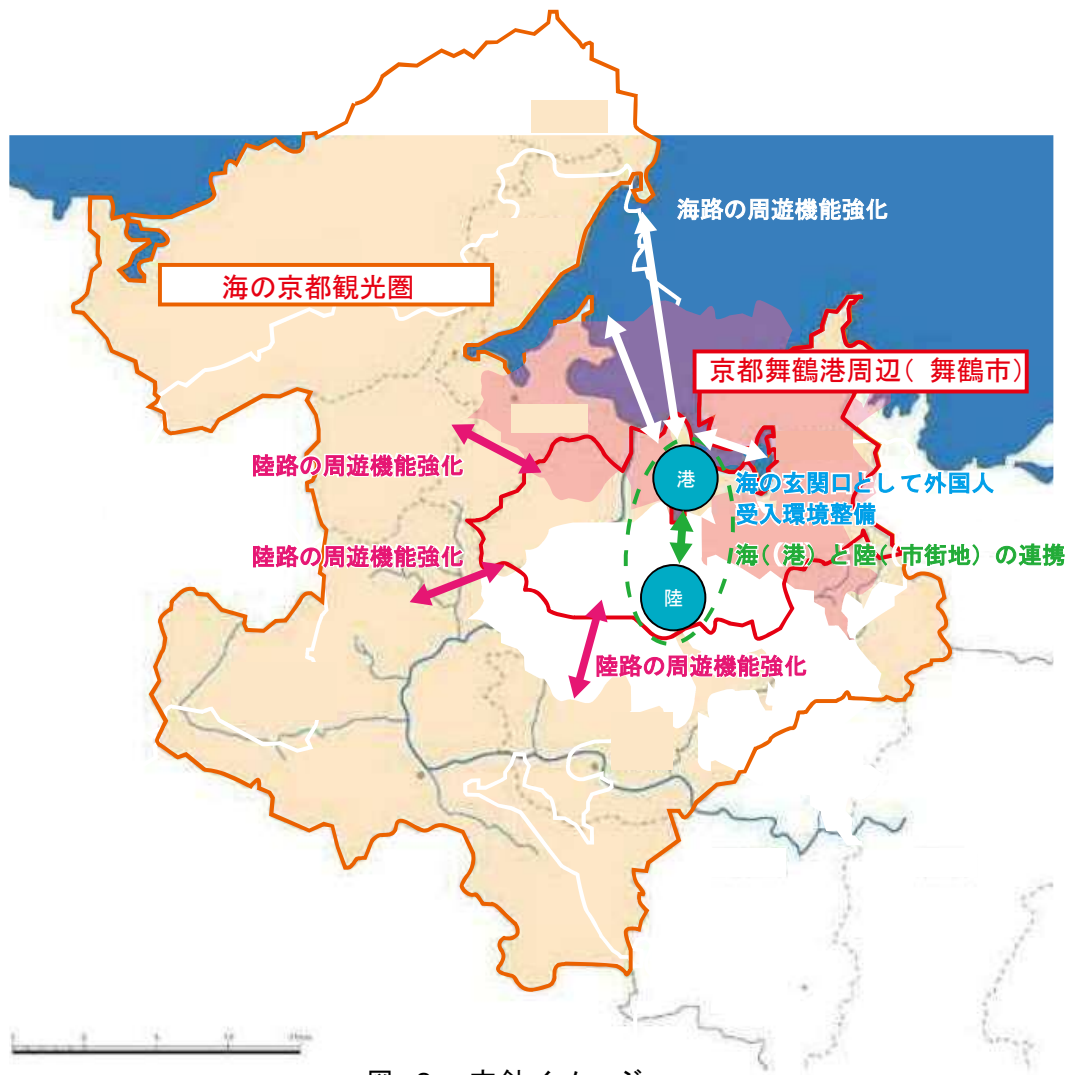 海路の周遊機能強化
海の京都観光圏
京都舞鶴港周辺(舞鶴市)
陸路の周遊機能強化
港
海の玄関口として外国人
受入環境整備
陸路の周遊機能強化
海(港)と陸(市街地)の連携
陸
陸路の周遊機能強化